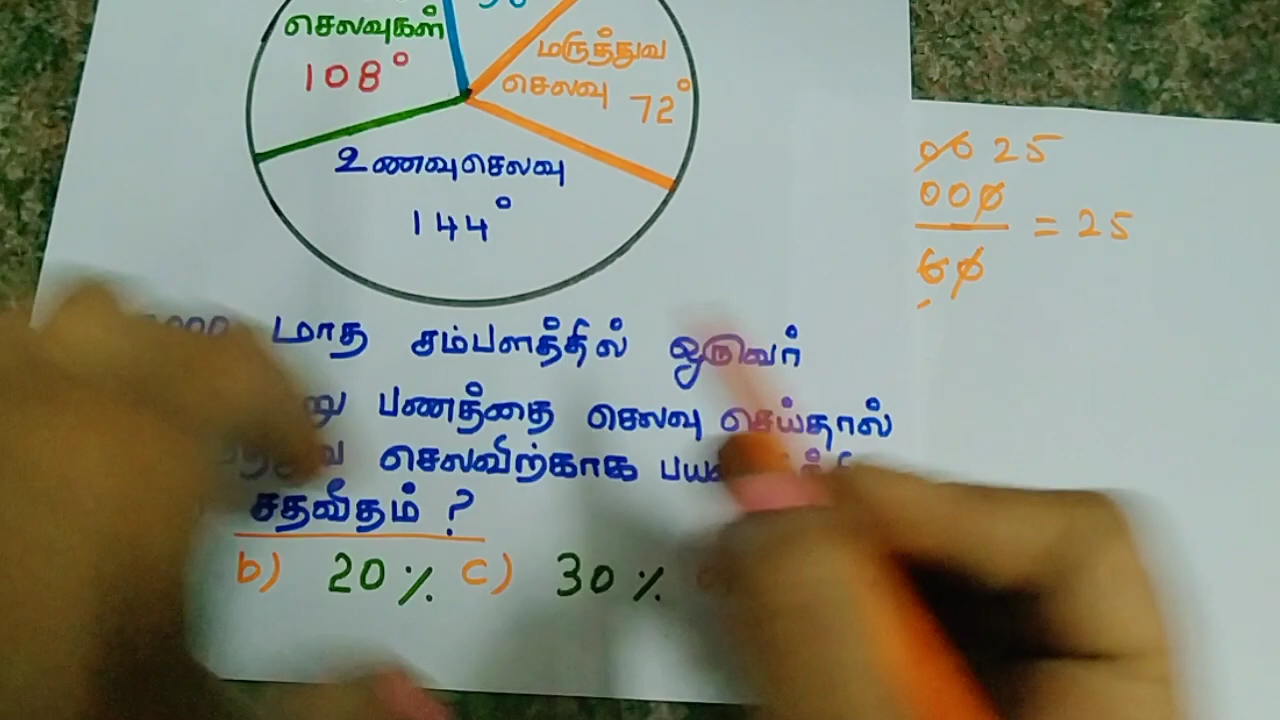 செலவுகள்
108°
மருத்துவ
செலவு 72°
உணவுசெலவு
144°
25
000
60
= 25
மாத சம்பளத்தில் ஒருவர்
பணத்தை செலவு செய்தால்
செலவிற்காக
சதவிதம் ?
b) 20% c) 30%